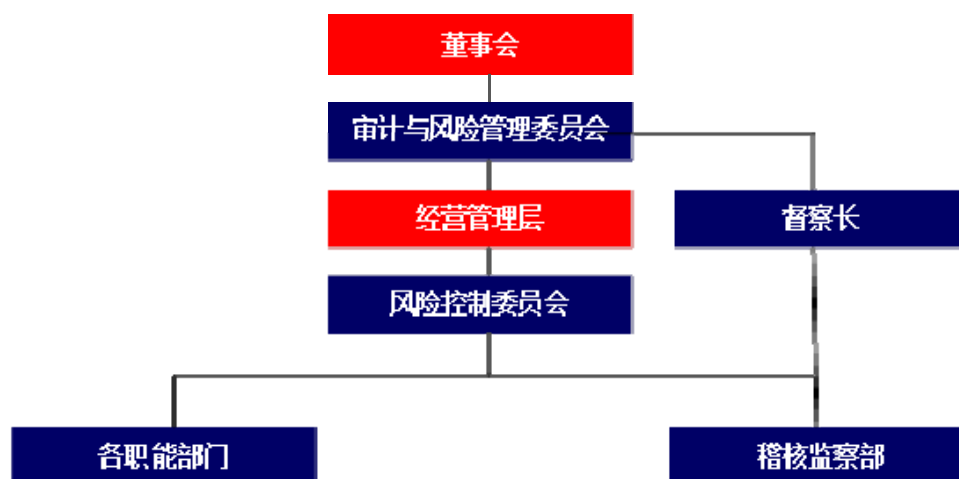 董事会
审计与风险管理委员会
经营管理层
督察长
风险控制委员会
各职能部门
稽核监察部